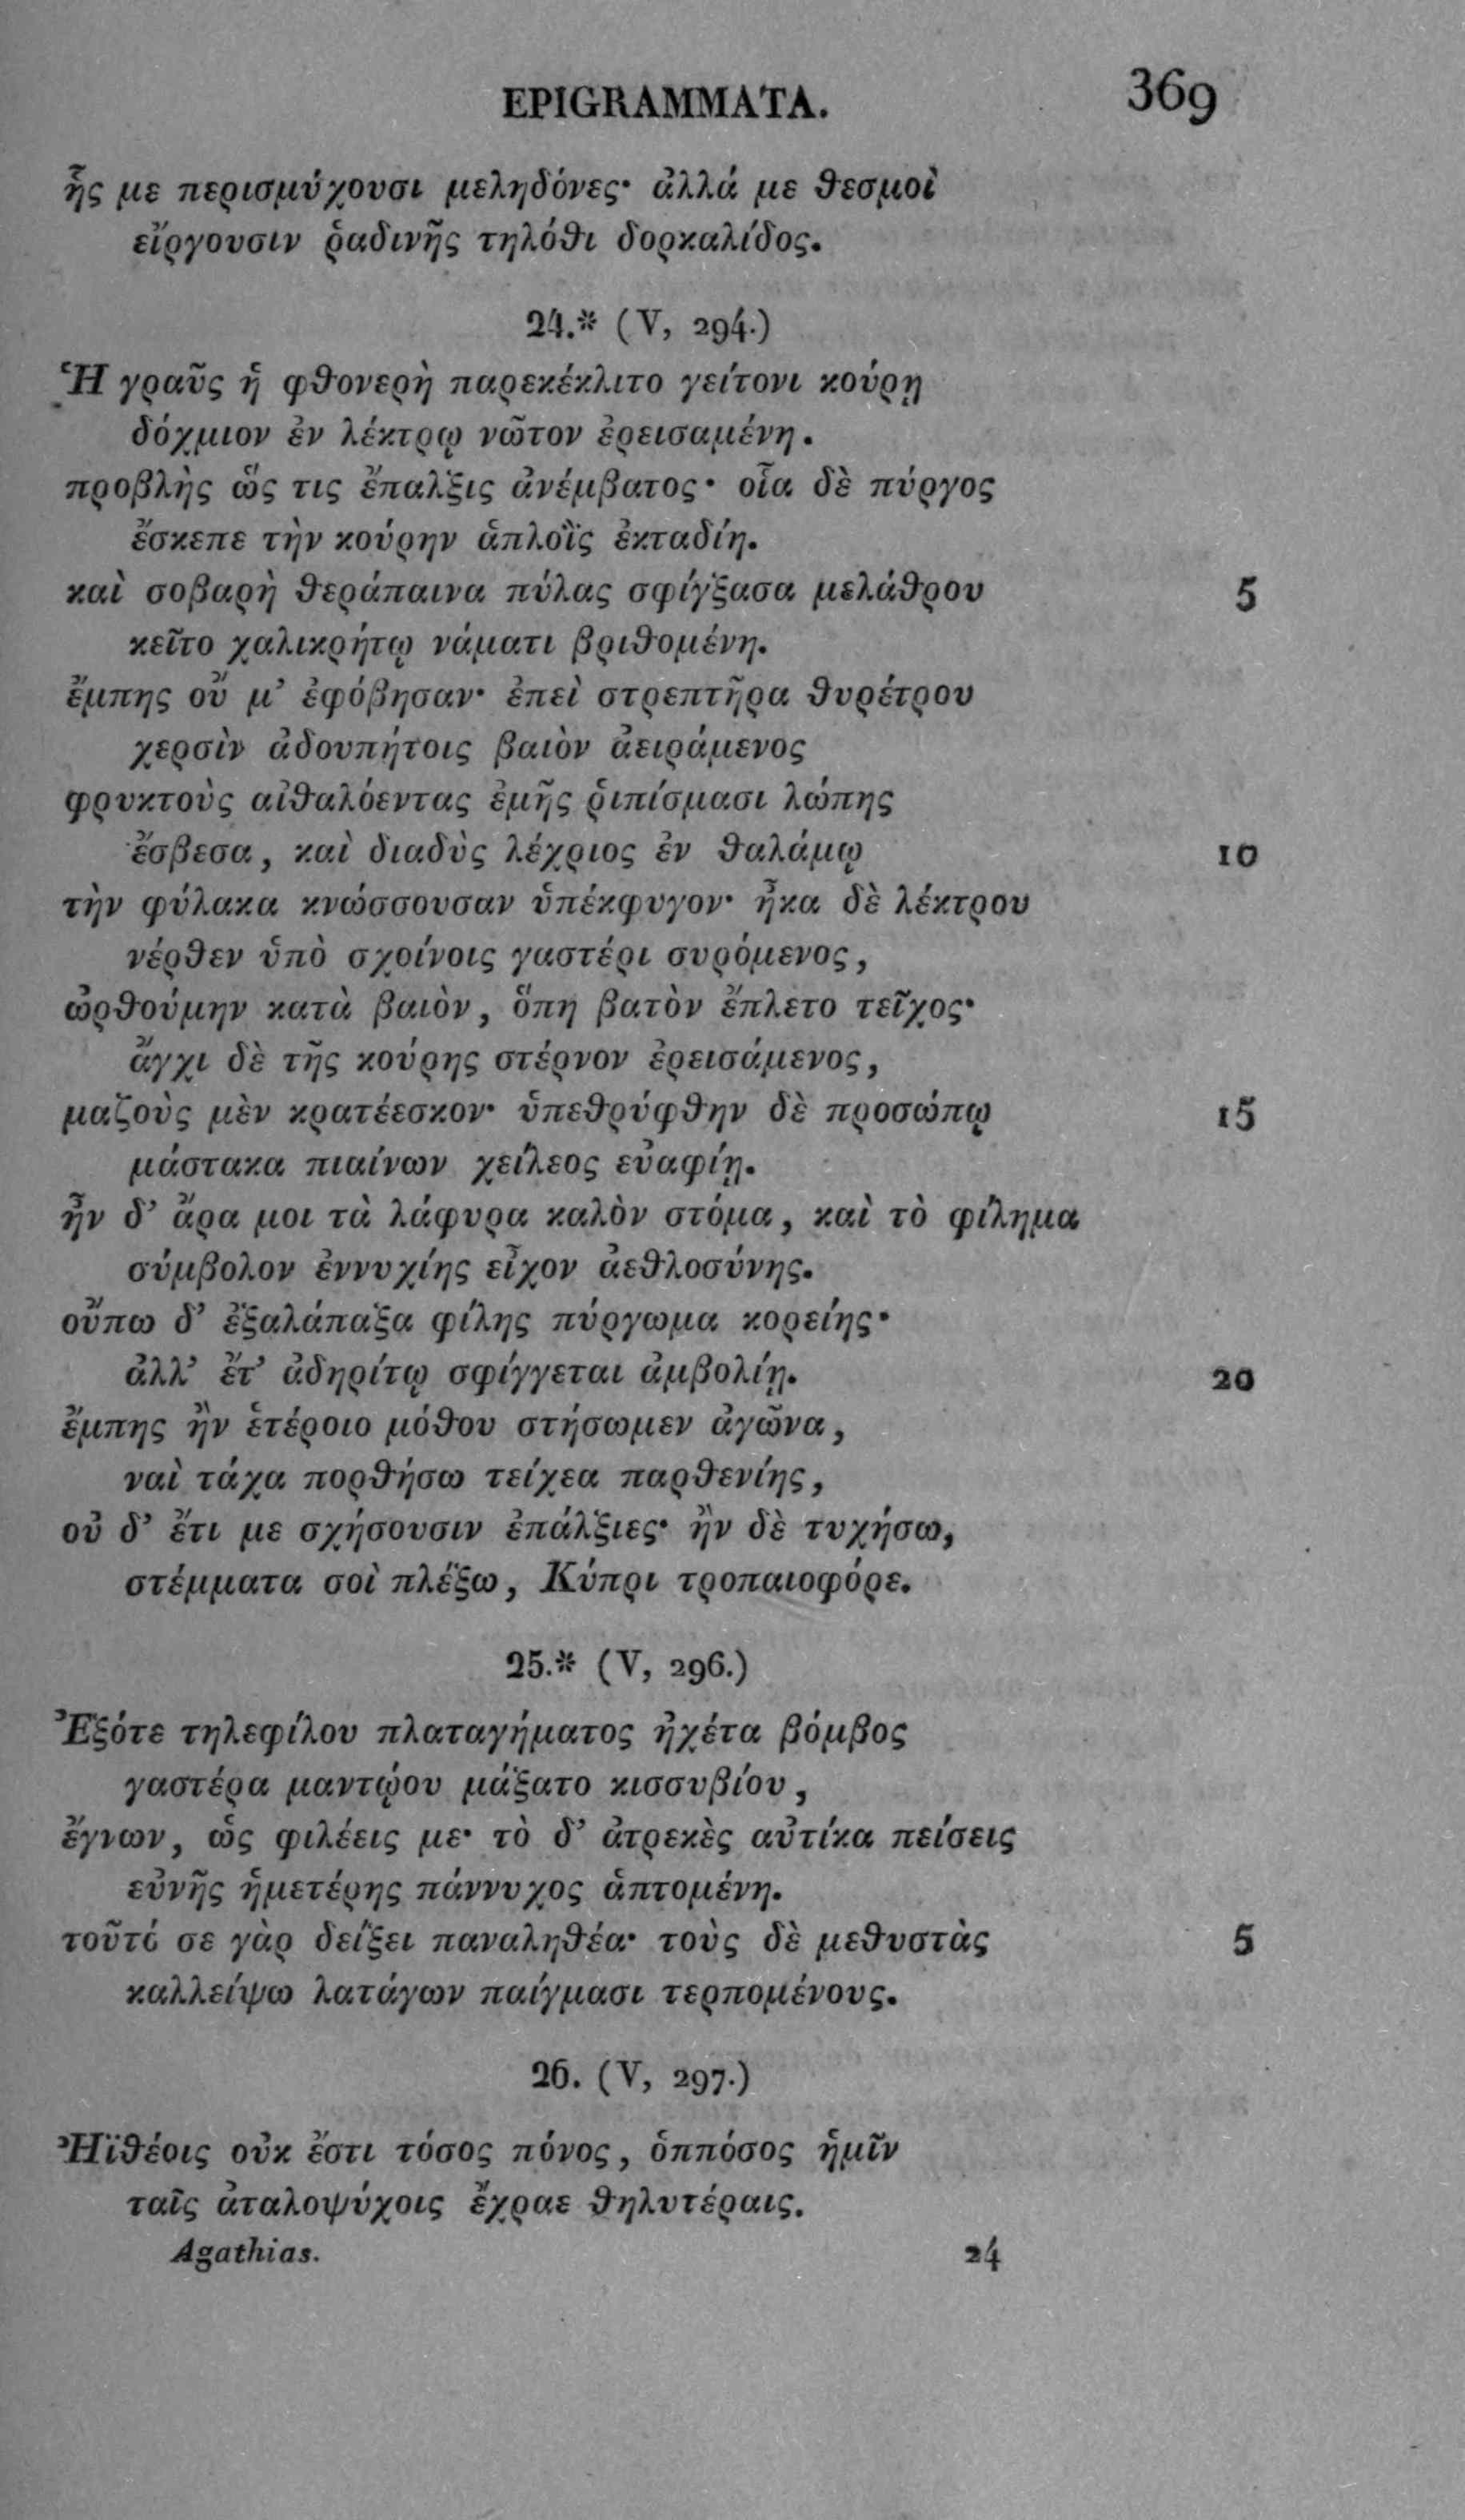 EPIGRAMMATA. 369
ἧς με περισμύχουσι μεληδόνες· ἀλλά με θεσμοὶ
εἴργουσιν ῥαδινῆς τηλόθι δορκαλίδος.
24.* (V, 294.)
Ἡ γραῦς ἡ φθονερὴ παρεκέκλιτο γείτονι κούρῃ
δόχμιον ἐν λέκτρῳ νῶτον ἐρεισαμένη.
προβλὴς ὥς τις ἔπαλξις ἀνέμβατος· οἷα δὲ πύργος
ἔσκεπε τὴν κούρην ἁπλοῒς ἐκταδίη.
καὶ σοβαρὴ θεράπαινα πύλας σφίγξασα μελάθρου 5
κεῖτο χαλικρήτῳ νάματι βριθομένη.
ἔμπης οὔ μ’ ἐφόβησαν· ἐπεὶ στρεπτῆρα θυρέτρου
χερσὶν ἀδουπήτοις βαιὸν ἀειράμενος
φρυκτοὺς αἰθαλόεντας ἐμῆς ῥιπίσμασι λώπης
ἔσβεσα, καὶ διαδὺς λέχριος ἐν θαλάμῳ 10
τὴν φύλακα κνώσσουσαν ὑπέκφυγον· ἦκα δὲ λέκτρου
νέρθεν ὑπὸ σχοίνοις γαστέρι συρόμενος,
ὠρθούμην κατὰ βαιὸν, ὅπη βατὸν ἔπλετο τεῖχος·
ἄγχι δὲ τῆς κούρης στέρνον ἐρεισάμενος,
μαζοὺς μὲν κρατέεσκον· ὑπεθρύφθην δὲ προσώπῳ 15
μάστακα πιαίνων χείλεος εὐαφίῃ.
ἦν δ’ ἄρα μοι τὰ λάφυρα καλὸν στόμα, καὶ τὸ φίλημα
σύμβολον ἐννυχίης εἶχον ἀεθλοσύνης.
οὔπω δ’ ἐξαλάπαξα φίλης πύργωμα κορείης·
ἀλλ’ ἔτ’ ἀδηρίτῳ σφίγγεται ἀμβολίῃ. 20
ἔμπης ἢν ἑτέροιο μόθου στήσωμεν ἀγῶνα,
ναὶ τάχα πορθήσω τείχεα παρθενίης,
οὐ δ’ ἔτι με σχήσουσιν ἐπάλξιες· ἢν δὲ τυχήσω,
στέμματα σοὶ πλέξω, Κύπρι τροπαιοφόρε.
25.* (V, 296.)
Ἐξότε τηλεφίλου πλαταγήματος ἠχέτα βόμβος
γαστέρα μαντῴου μάξατο κισσυβίου,
ἔγνων, ὡς φιλέεις με· τὸ δ’ ἀτρεκὲς αὐτίκα πείσεις
εὐνῆς ἡμετέρης πάννυχος ἁπτομένη.
τοῦτό σε γὰρ δείξει παναληθέα· τοὺς δὲ μεθυστὰς 5
καλλείψω λατάγων παίγμασι τερπομένους.
26. (V, 297.)
Ἠϊθέοις οὐκ ἔστι τόσος πόνος, ὁππόσος ἡμῖν
ταῖς ἀταλοψύχοις ἔχραε θηλυτέραις.
Agathias. 24